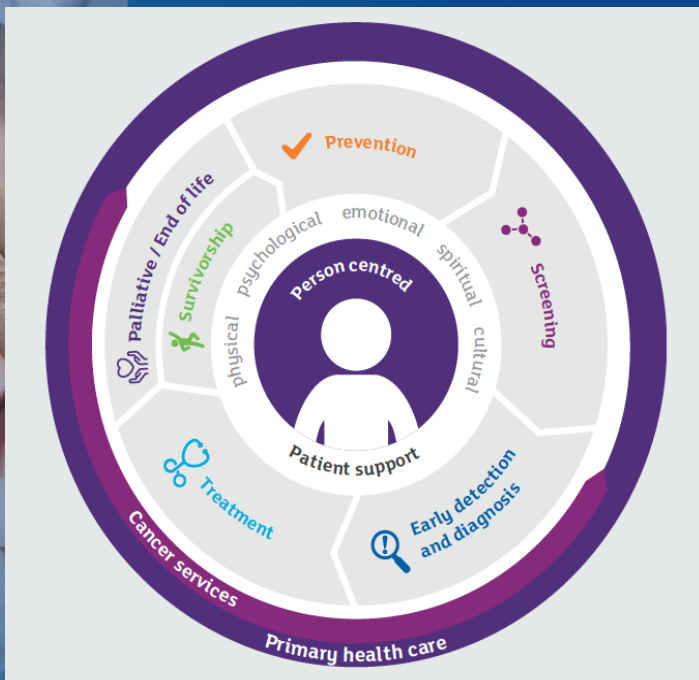 Prevention
Screening
Early detection
and diagnosis
Treatment
Survivorship
Palliative / End of life
physical psychological emotional spiritual cultural
Person centred
Patient support
Cancer services
Primary health care